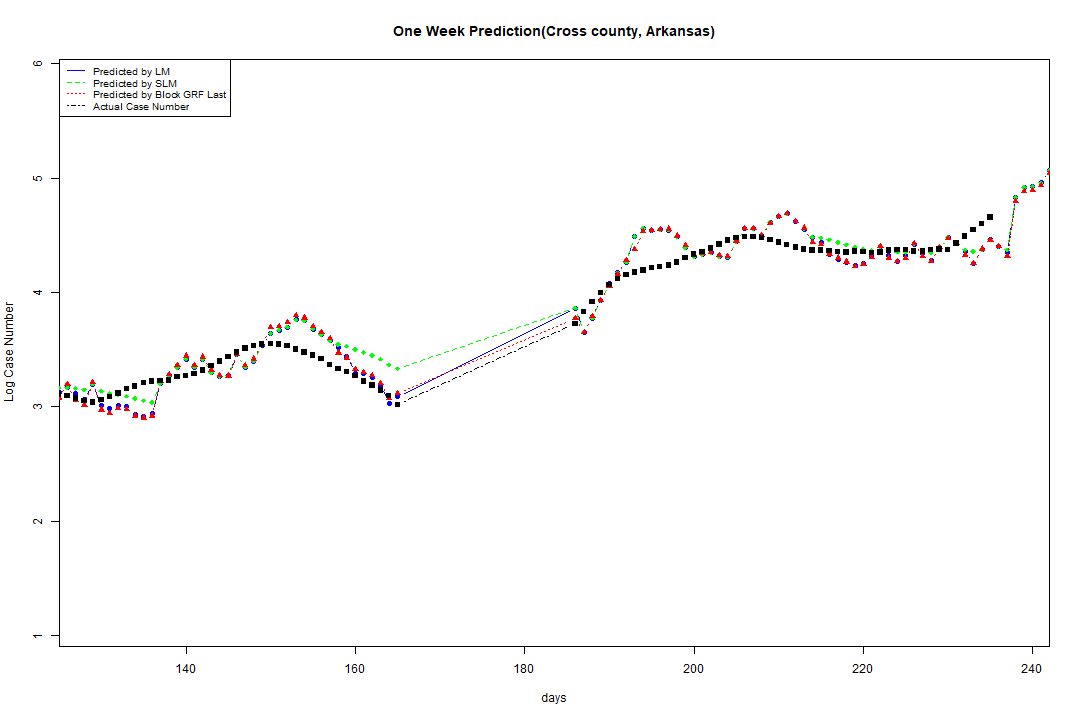 One Week Prediction(Cross county, Arkansas)
Predicted by LM
Predicted by SLM
Predicted by Block GRF Last
Actual Case Number
6
5
4
3
2
1
Log Case Number
140 160 180 200 220 240
days